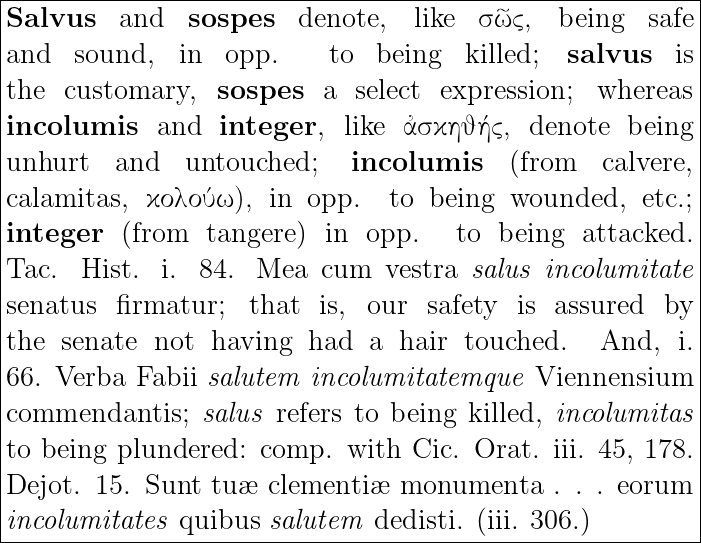 Salvus and sospes denote, like σῶς, being safe
and sound, in opp. to being killed; salvus is
the customary, sospes a select expression; whereas
incolumis and integer, like ἀσκηθής, denote being
unhurt and untouched; incolumis (from calvere,
calamitas, κολούω), in opp. to being wounded, etc.;
integer (from tangere) in opp. to being attacked.
Tac. Hist. i. 84. Mea cum vestra salus incolumitate
senatus firmatur; that is, our safety is assured by
the senate not having had a hair touched. And, i.
66. Verba Fabii salutem incolumitatemque Viennensium
commendantis; salus refers to being killed, incolumitas
to being plundered: comp. with Cic. Orat. iii. 45, 178.
Dejot. 15. Sunt tuæ clementiæ monumenta . . . eorum
incolumitates quibus salutem dedisti. (iii. 306.)